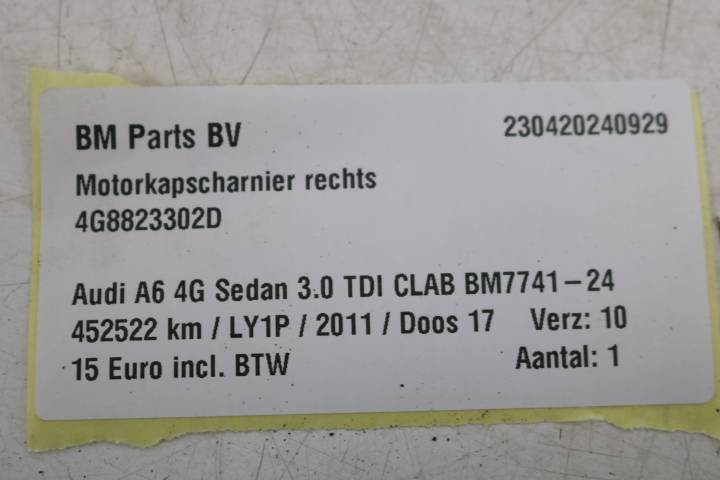 BM Parts BV 230420240929
Motorkapscharnier rechts
4G8823302D
Audi A6 4G Sedan 3.0 TDI CLAB BM7741-24
452522 km / LY1P / 2011 / Doos 17 Verz: 10
15 Euro incl. BTW Aantal: 1